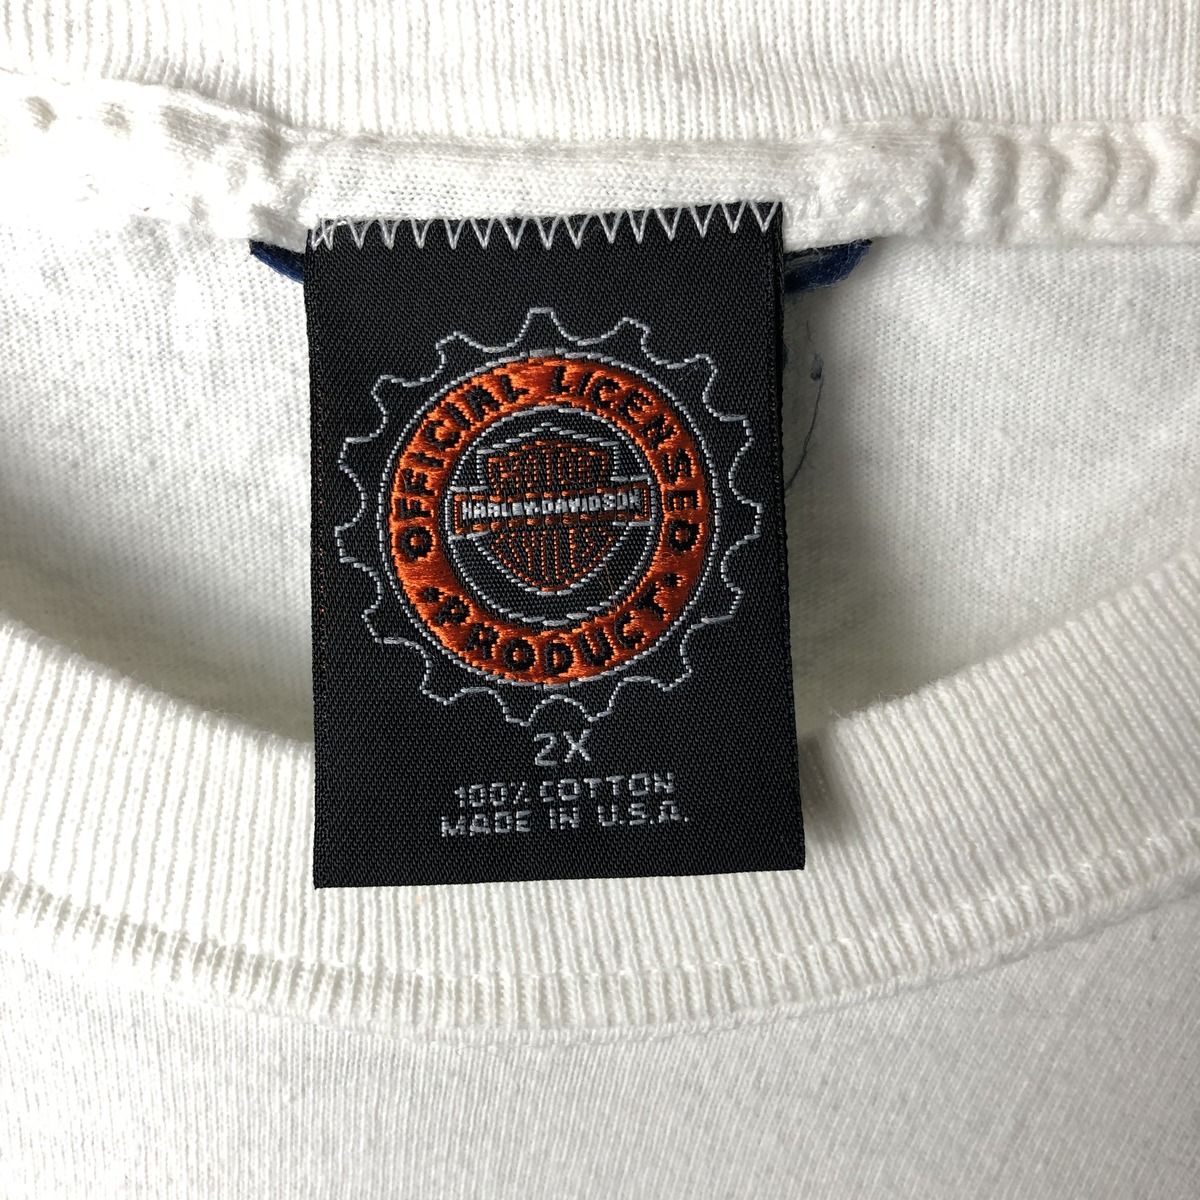 OFFICIAL LICENSED
• PRODUCT •
HARLEY-DAVIDSON
2X
100% COTTON
MADE IN U.S.A.